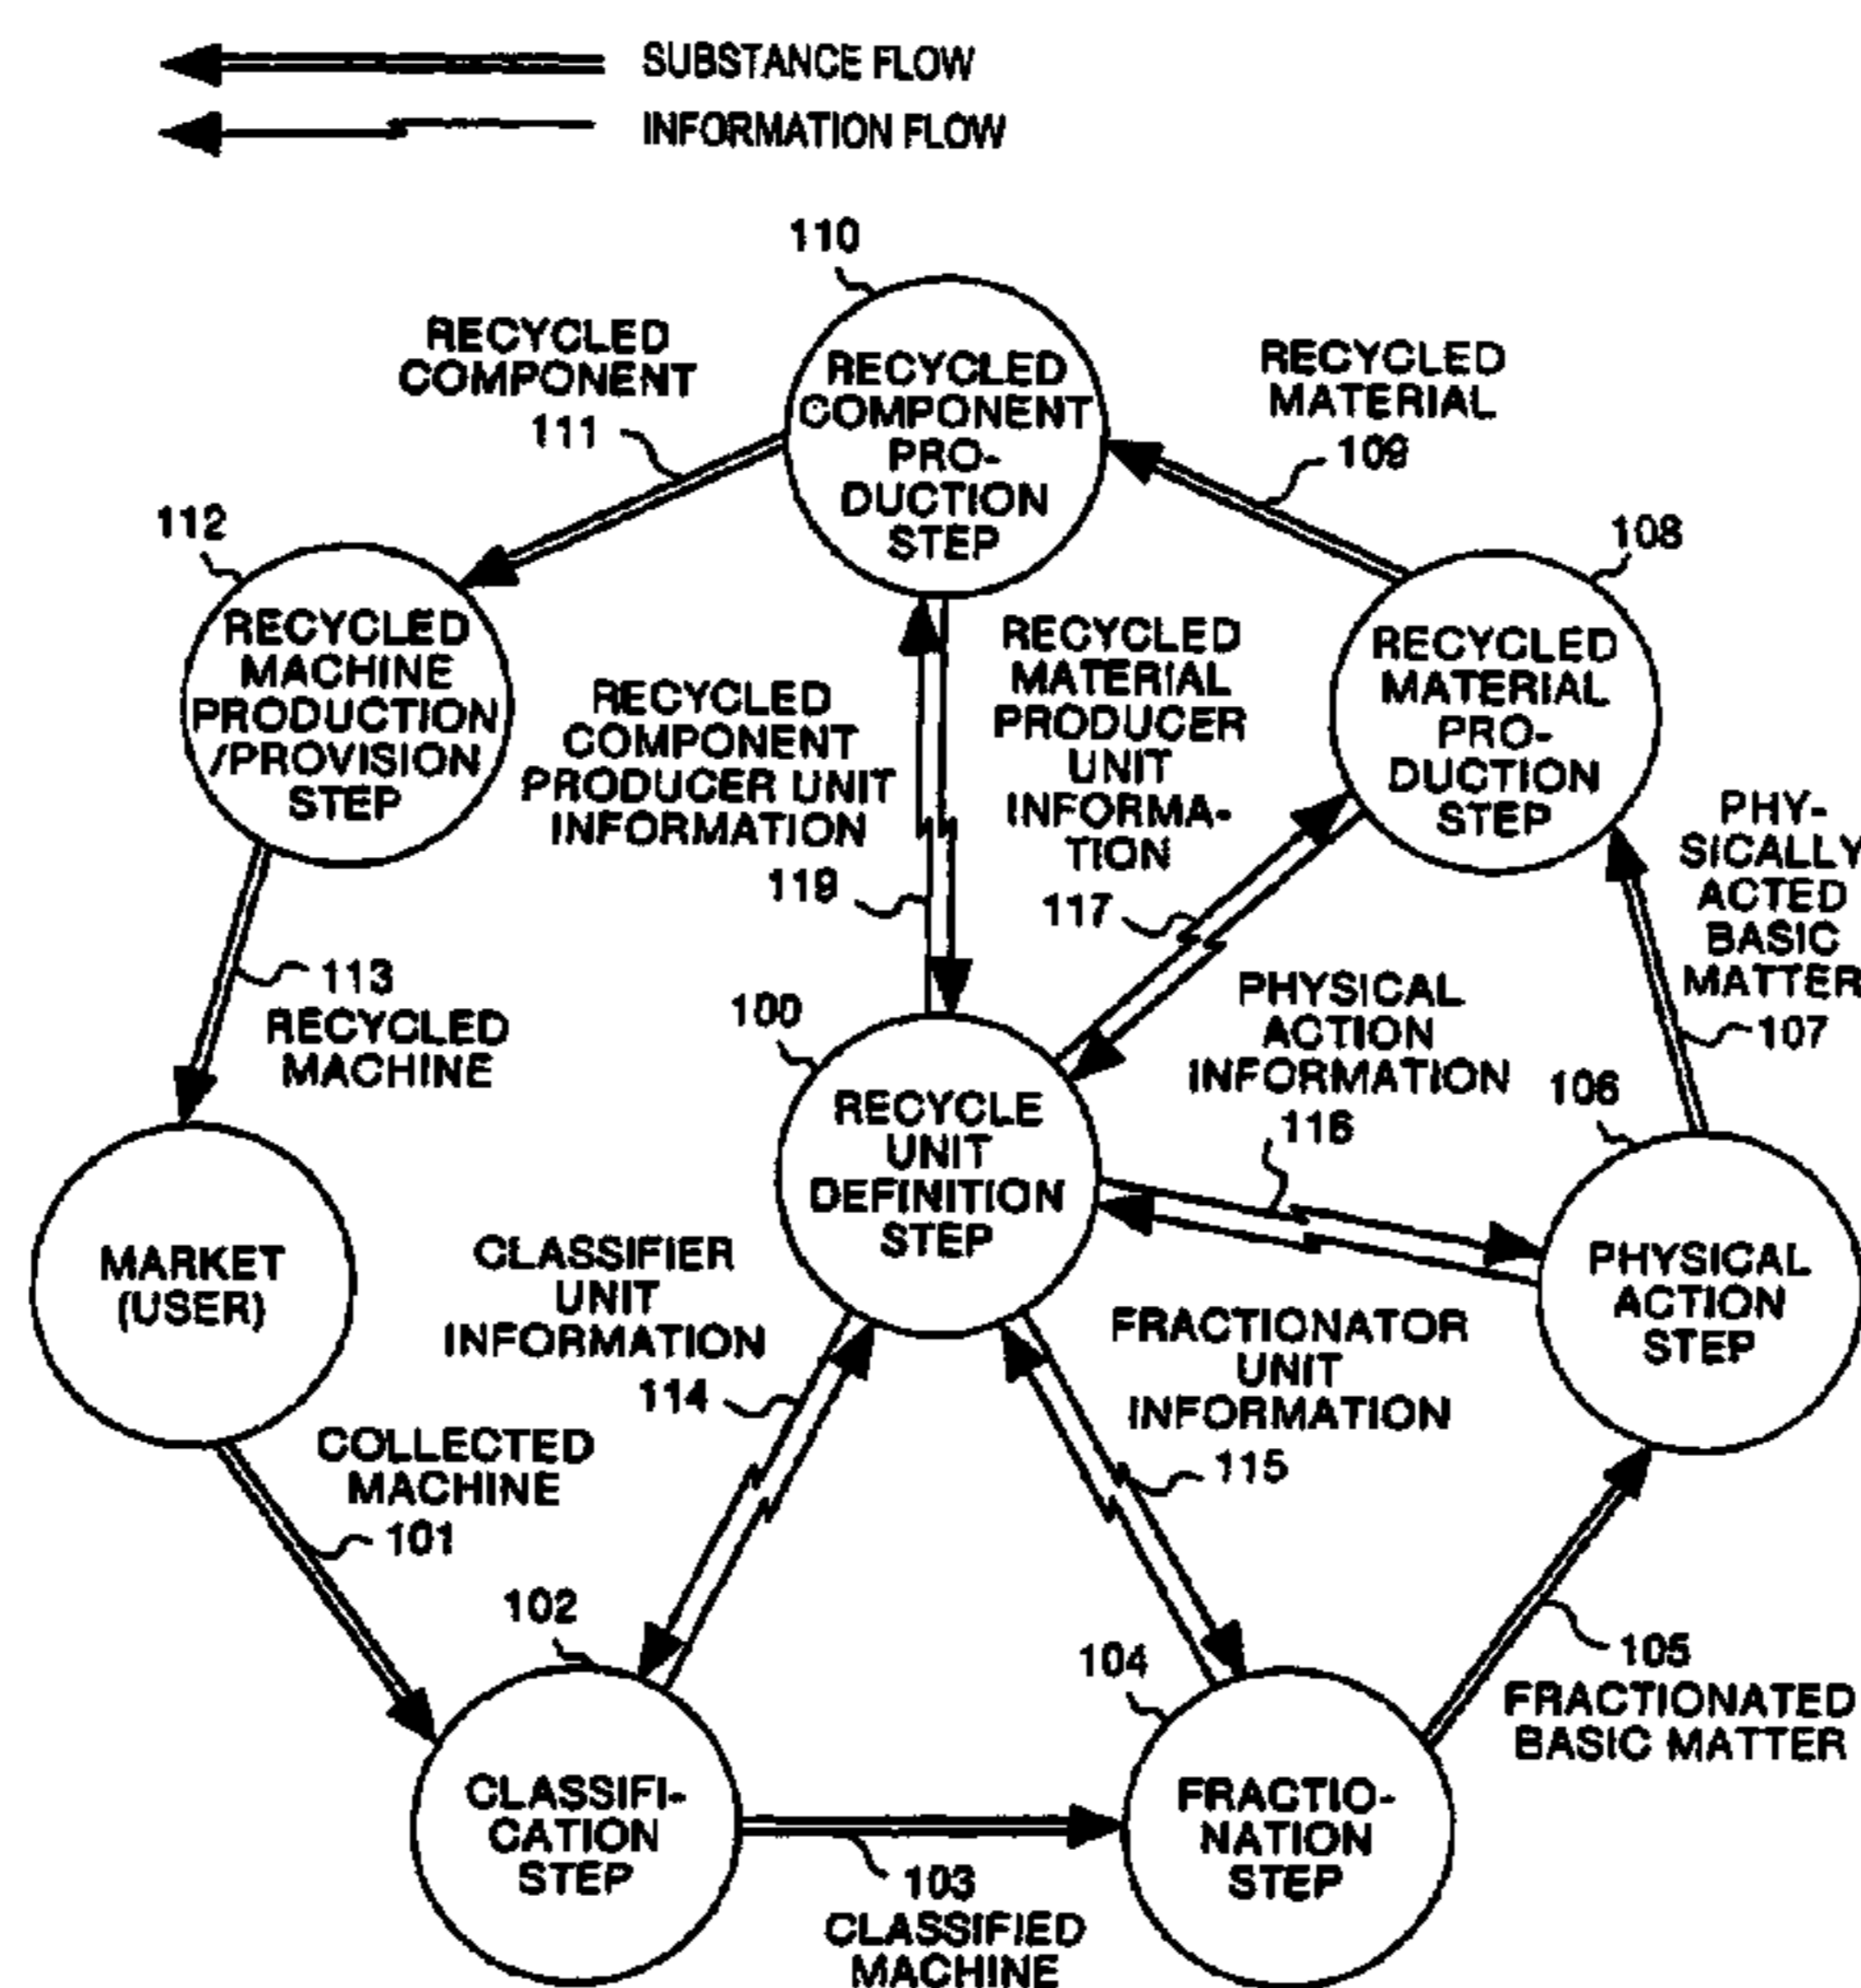 SUBSTANCE FLOW
INFORMATION FLOW
110
RECYCLED
COMPONENT
111
RECYCLED
COMPONENT
PRO-
DUCTION
STEP
RECYCLED
MATERIAL
109
112
RECYCLED
MACHINE
PRODUCTION
/PROVISION
STEP
108
RECYCLED
MATERIAL
PRO-
DUCTION
STEP
RECYCLED
COMPONENT
PRODUCER UNIT
INFORMATION
119
RECYCLED
MATERIAL
PRODUCER
UNIT
INFORMA-
TION
117
PHY-
SICALLY
ACTED
BASIC
MATTER
107
113
RECYCLED
MACHINE
100
RECYCLE
UNIT
DEFINITION
STEP
PHYSICAL
ACTION
INFORMATION
116
106
PHYSICAL
ACTION
STEP
MARKET
(USER)
CLASSIFIER
UNIT
INFORMATION
114
FRACTIONATOR
UNIT
INFORMATION
115
COLLECTED
MACHINE
101
102
CLASSIFI-
CATION
STEP
104
FRACTIO-
NATION
STEP
105
FRACTIONATED
BASIC MATTER
103
CLASSIFIED
MACHINE